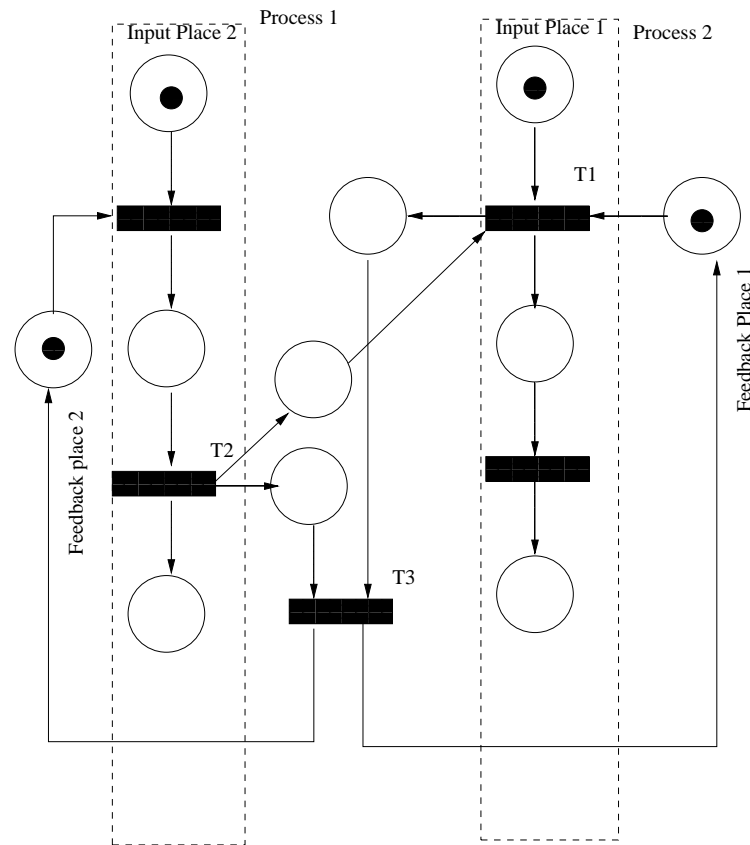 Process 1
Input Place 2
Input Place 1
Process 2
T1
Feedback Place 1
T2
Feedback place 2
T3